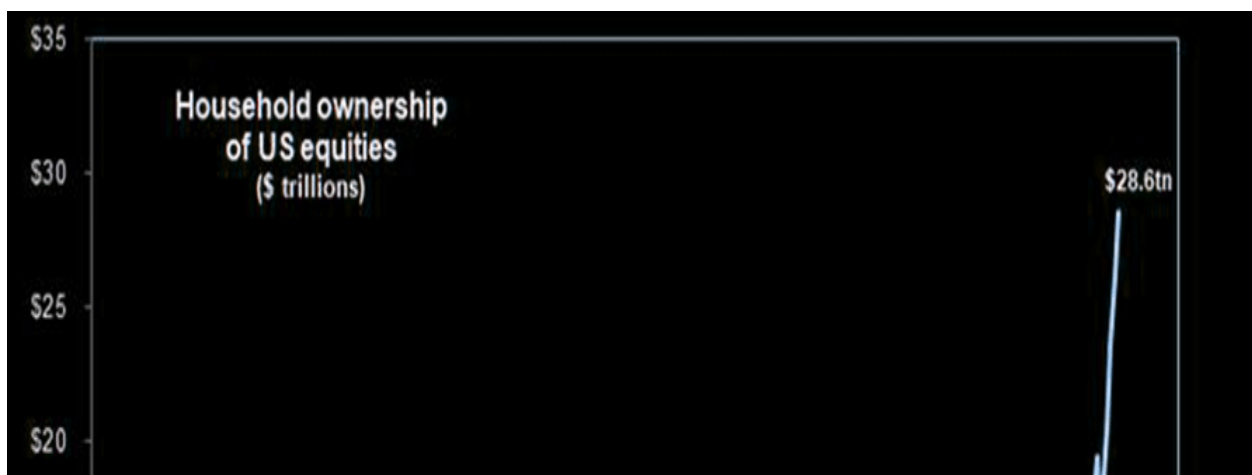 $35
Household ownership
of US equities
($ trillions)
$30
$28.6tn
$25
$20